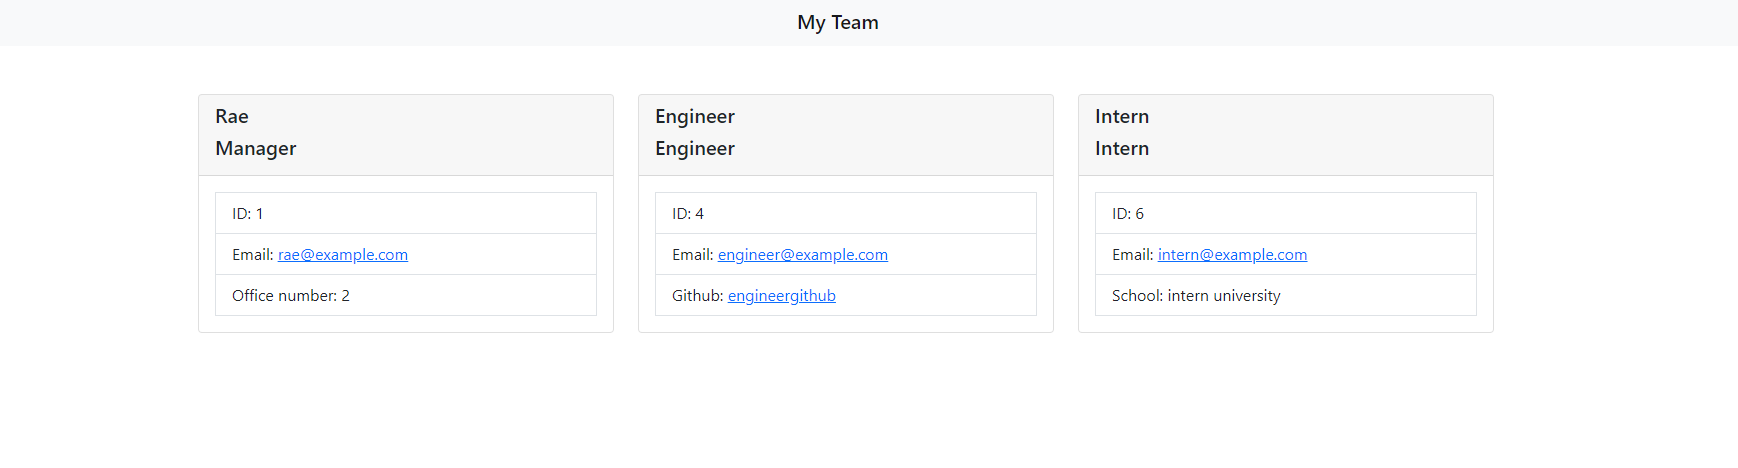 My Team
Rae
Manager
ID: 1
Email: rae@example.com
Office number: 2
Engineer
Engineer
ID: 4
Email: engineer@example.com
Github: engineergithub
Intern
Intern
ID: 6
Email: intern@example.com
School: intern university